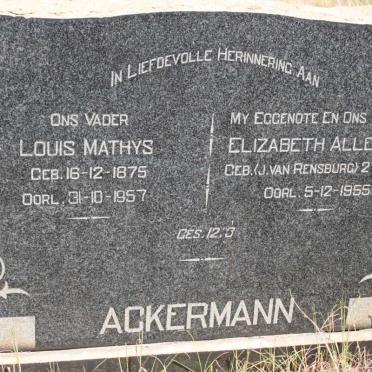 IN LIEFDEVOLLE HERINNERING AAN
ONS VADER
LOUIS MATHYS
GEB. 16-12-1875
OORL. 31-10-1957
MY EGGENOTE EN ONS
ELIZABETH ALLE
GEB. (J. VAN RENSBURG) 2
OORL. 5-12-1955
GES. 12,3
ACKERMANN